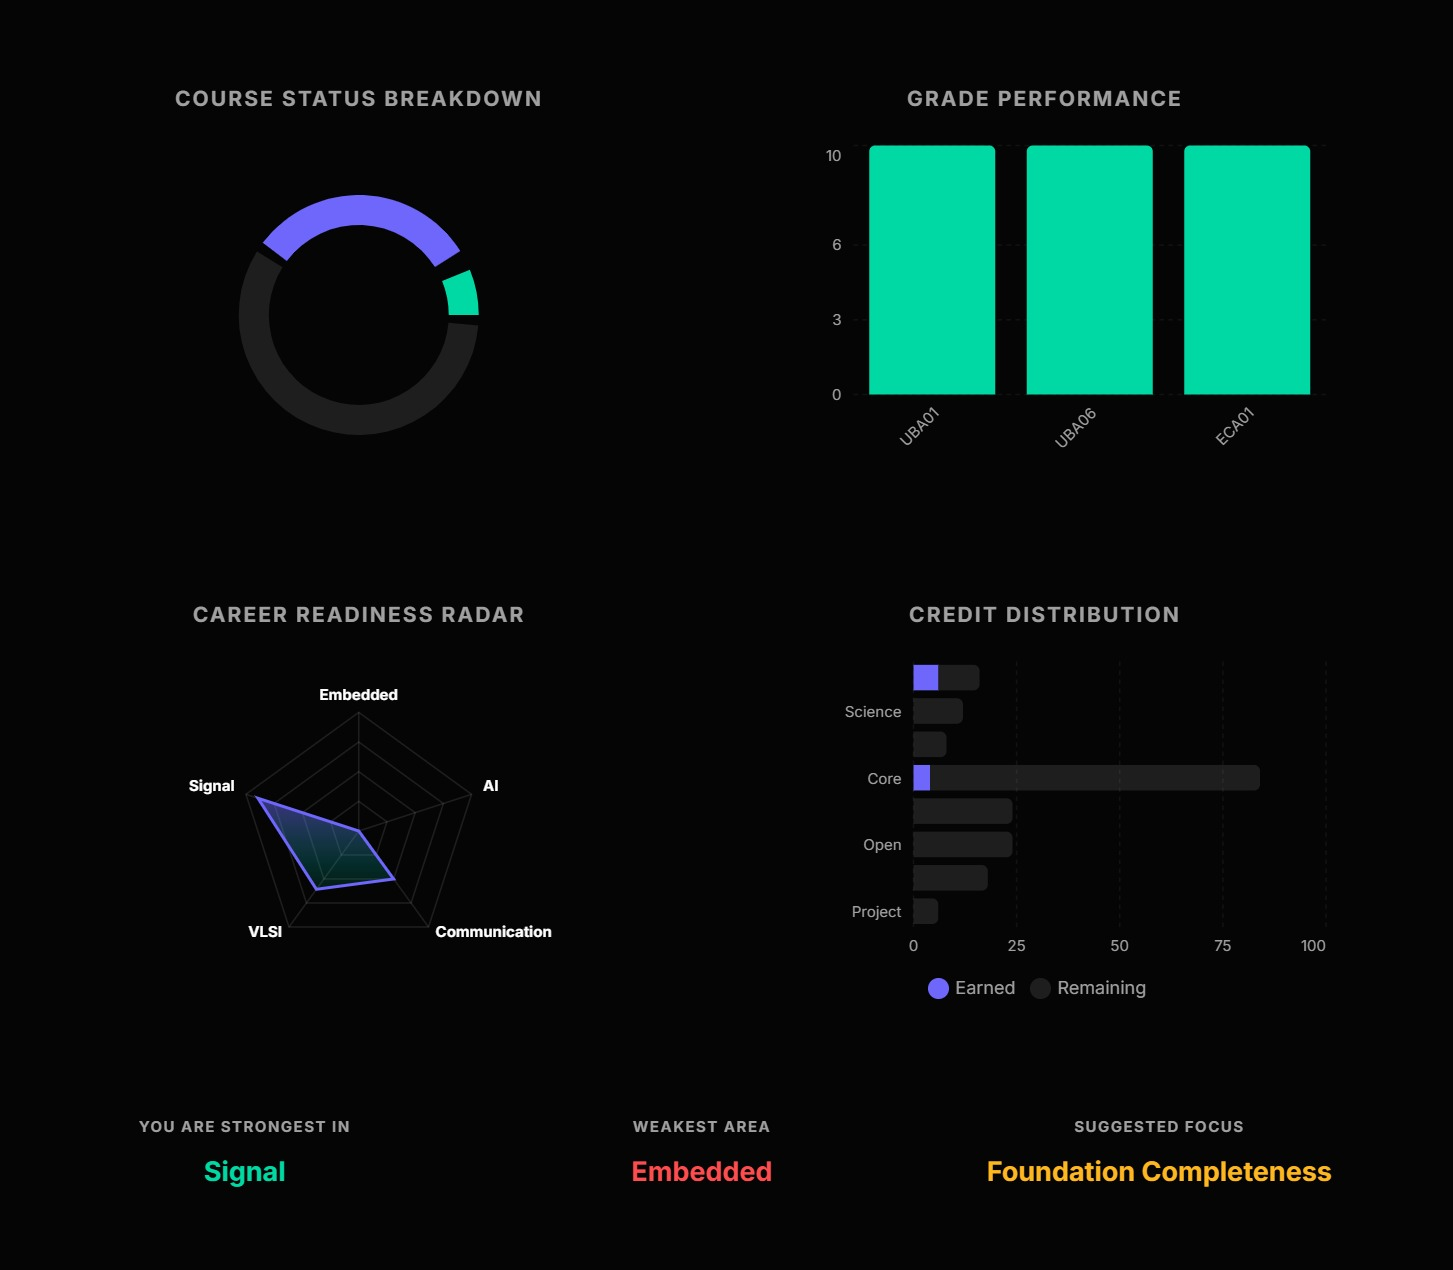 COURSE STATUS BREAKDOWN
GRADE PERFORMANCE
10
6
3
0
UBA01
UBA06
ECA01
CAREER READINESS RADAR
Embedded
Signal
AI
VLSI
Communication
CREDIT DISTRIBUTION
Science
Core
Open
Project
0 25 50 75 100
Earned Remaining
YOU ARE STRONGEST IN
Signal
WEAKEST AREA
Embedded
SUGGESTED FOCUS
Foundation Completeness